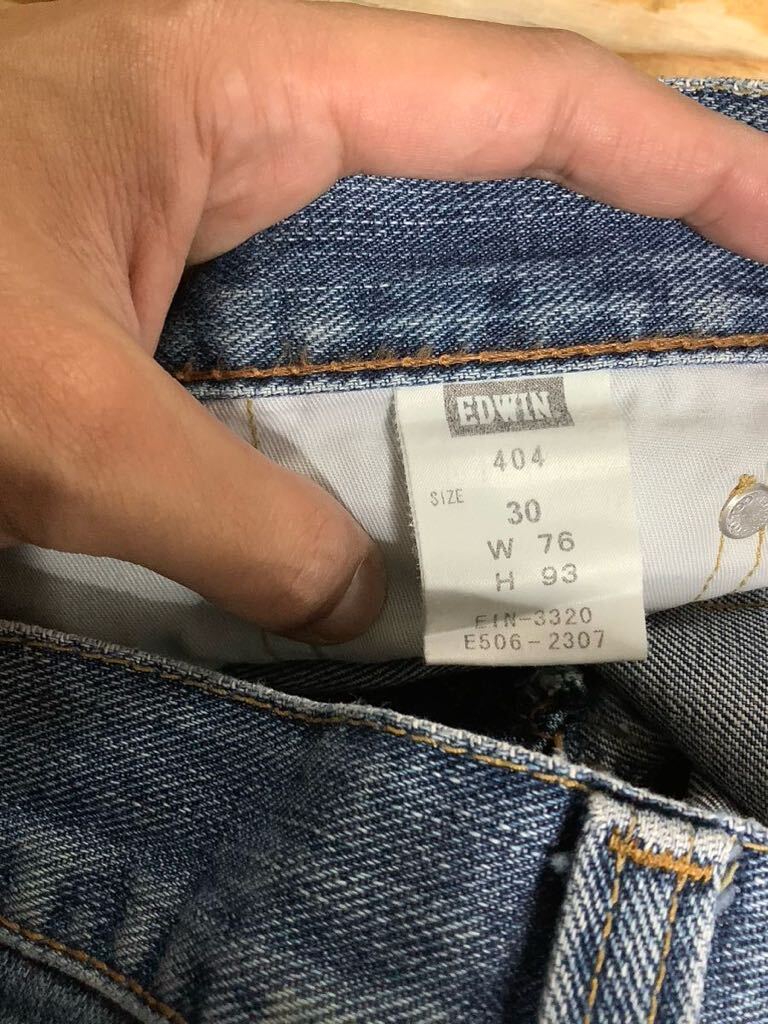 EDWIN
404
SIZE 30
W 76
H 93
EIN-3320
E506-2307